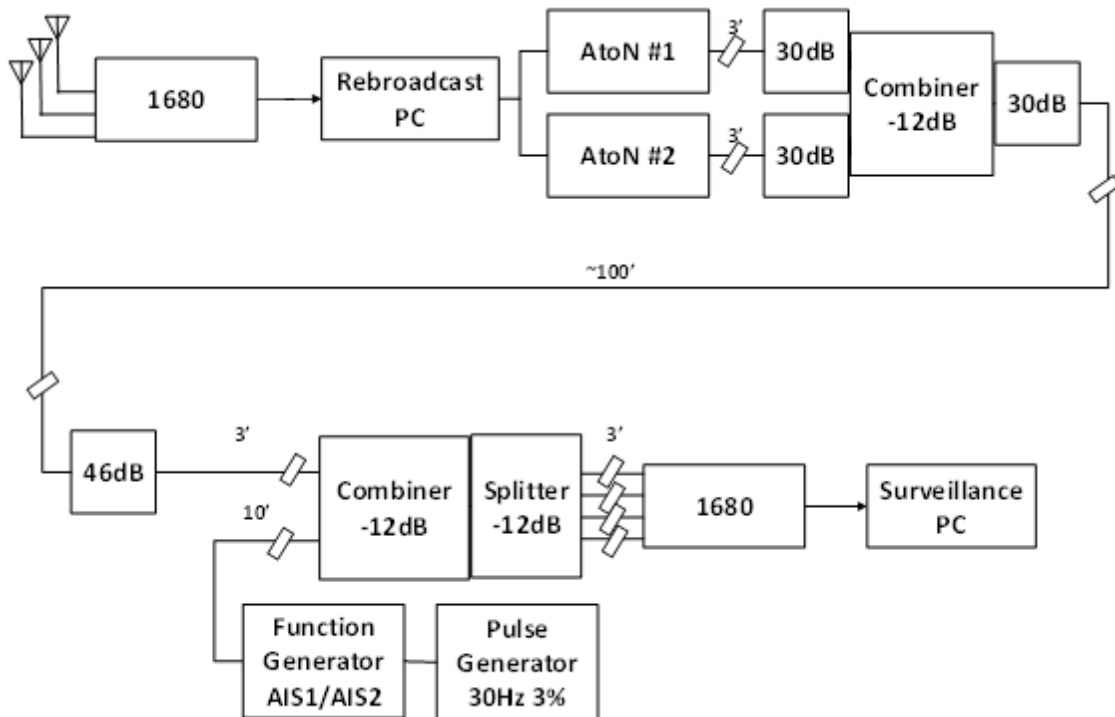 1680
Rebroadcast
PC
AtoN #1
3'
30dB
AtoN #2
3'
30dB
Combiner
-12dB
30dB
~100'
46dB
3'
10'
Combiner
-12dB
Splitter
-12dB
3'
1680
Surveillance
PC
Function
Generator
AIS1/AIS2
Pulse
Generator
30Hz 3%